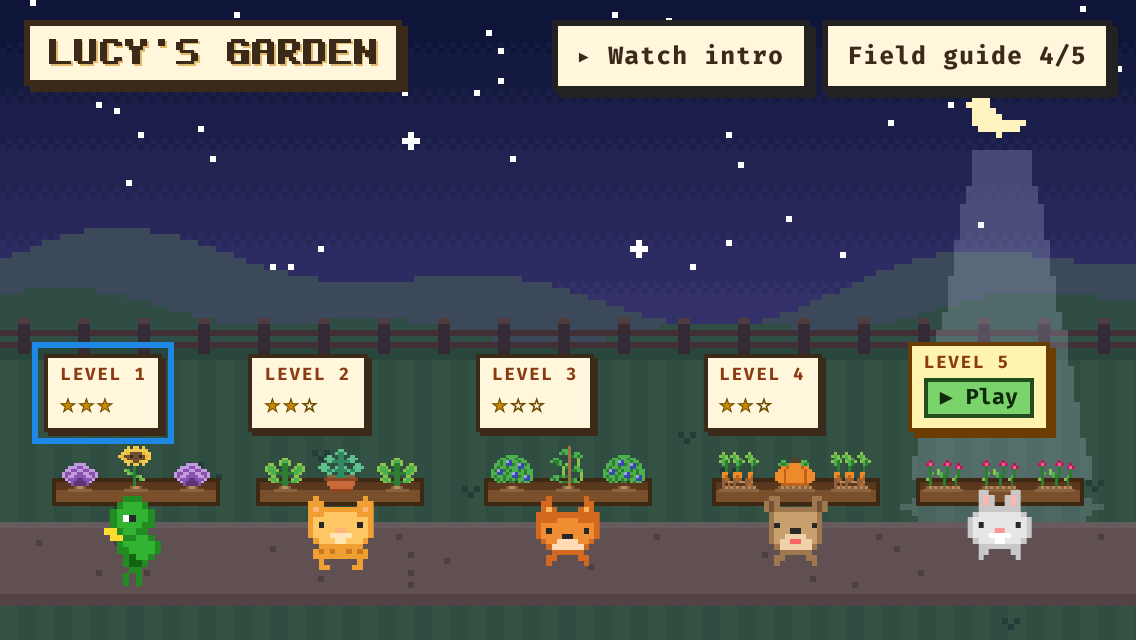 LUCY'S GARDEN
▶ Watch intro
Field guide 4/5
LEVEL 1
★★★
LEVEL 2
★★☆
LEVEL 3
★☆☆
LEVEL 4
★★☆
LEVEL 5
▶ Play